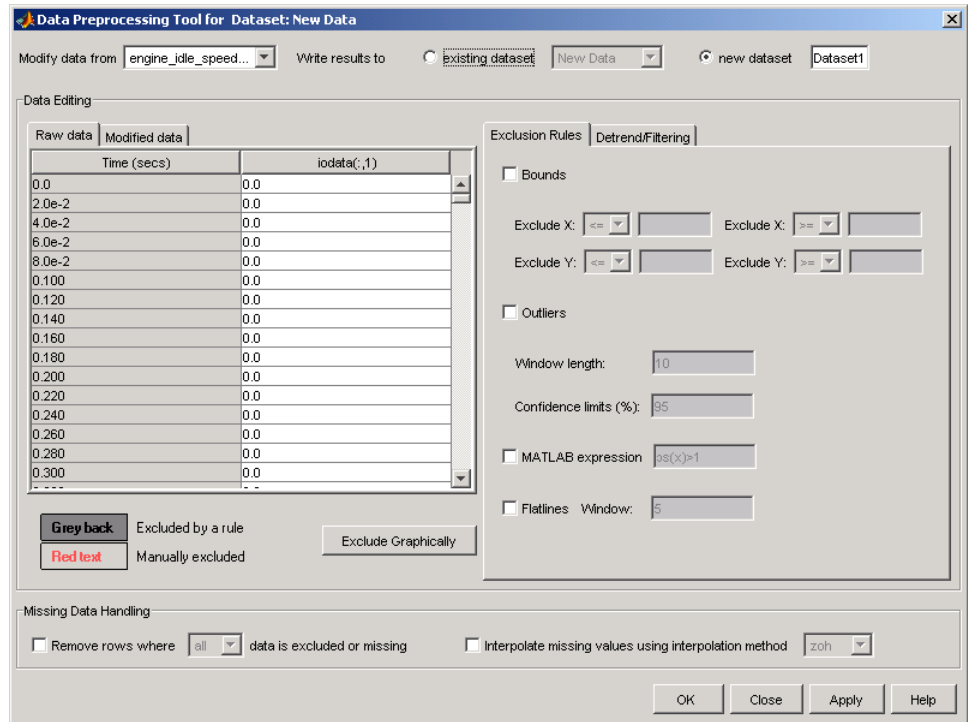 Data Preprocessing Tool for Dataset: New Data
Modify data from engine_idle_speed... Write results to existing dataset New Data new dataset Dataset1
Data Editing
Raw data Modified data
Time (secs) iodata(:,1)
0.0 0.0
2.0e-2 0.0
4.0e-2 0.0
6.0e-2 0.0
8.0e-2 0.0
0.100 0.0
0.120 0.0
0.140 0.0
0.160 0.0
0.180 0.0
0.200 0.0
0.220 0.0
0.240 0.0
0.260 0.0
0.280 0.0
0.300 0.0
Grey back Excluded by a rule
Red text Manually excluded
Exclude Graphically
Exclusion Rules Detrend/Filtering
Bounds
Exclude X: <= Exclude X: >=
Exclude Y: <= Exclude Y: >=
Outliers
Window length: 10
Confidence limits (%): 95
MATLAB expression bs(x)>1
Flatlines Window: 5
Missing Data Handling
Remove rows where all data is excluded or missing Interpolate missing values using interpolation method zoh
OK Close Apply Help